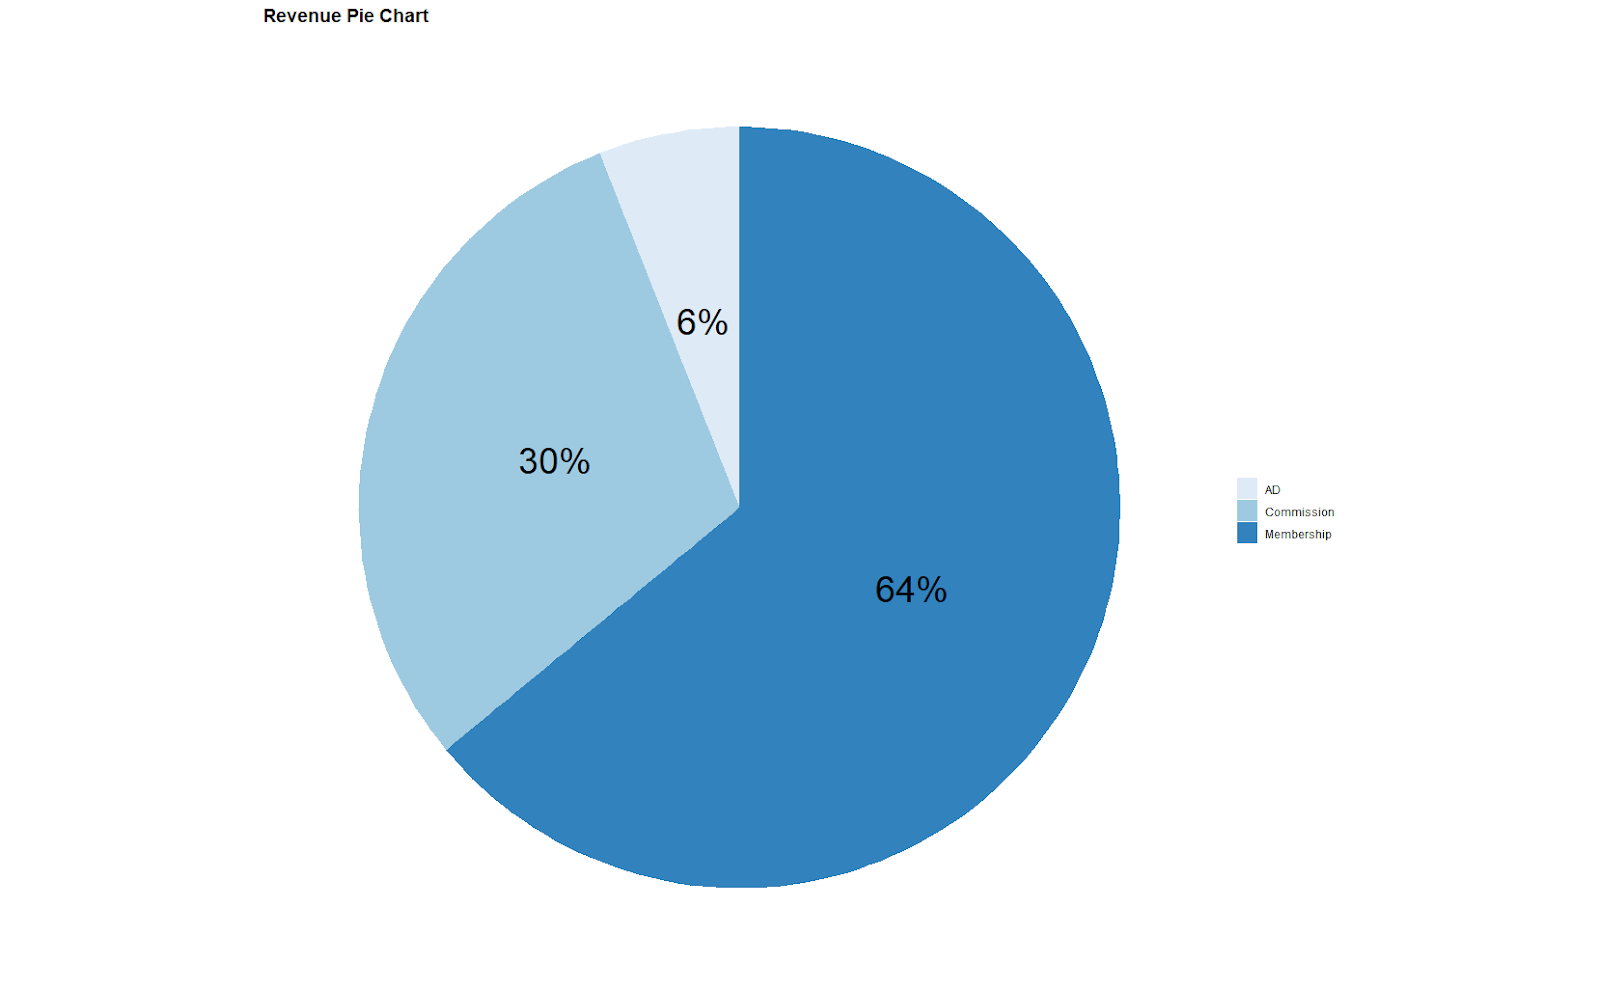 Revenue Pie Chart
6%
30%
64%
AD
Commission
Membership